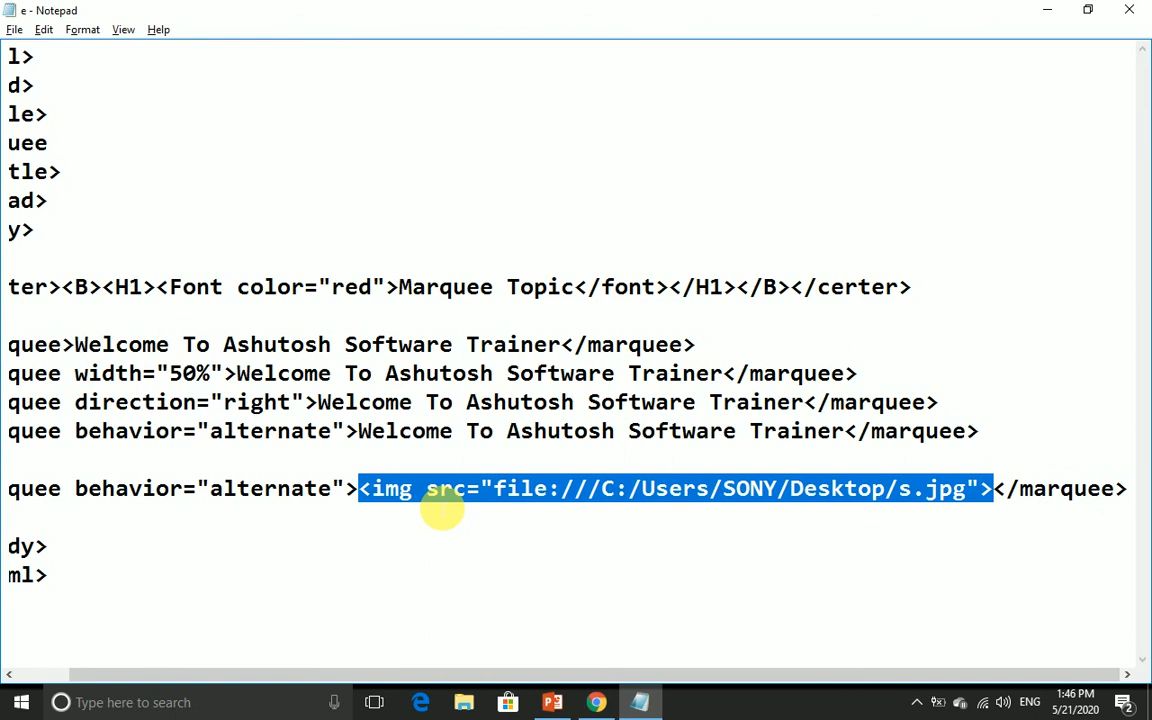 e - Notepad
File Edit Format View Help
l>
d>
le>
uee
tle>
ad>
y>
ter><B><H1><Font color="red">Marquee Topic</font></H1></B></certer>
quee>Welcome To Ashutosh Software Trainer</marquee>
quee width="50%">Welcome To Ashutosh Software Trainer</marquee>
quee direction="right">Welcome To Ashutosh Software Trainer</marquee>
quee behavior="alternate">Welcome To Ashutosh Software Trainer</marquee>
quee behavior="alternate"><img src="file:///C:/Users/SONY/Desktop/s.jpg"></marquee>
dy>
ml>
Type here to search
ENG
1:46 PM
5/21/2020
2